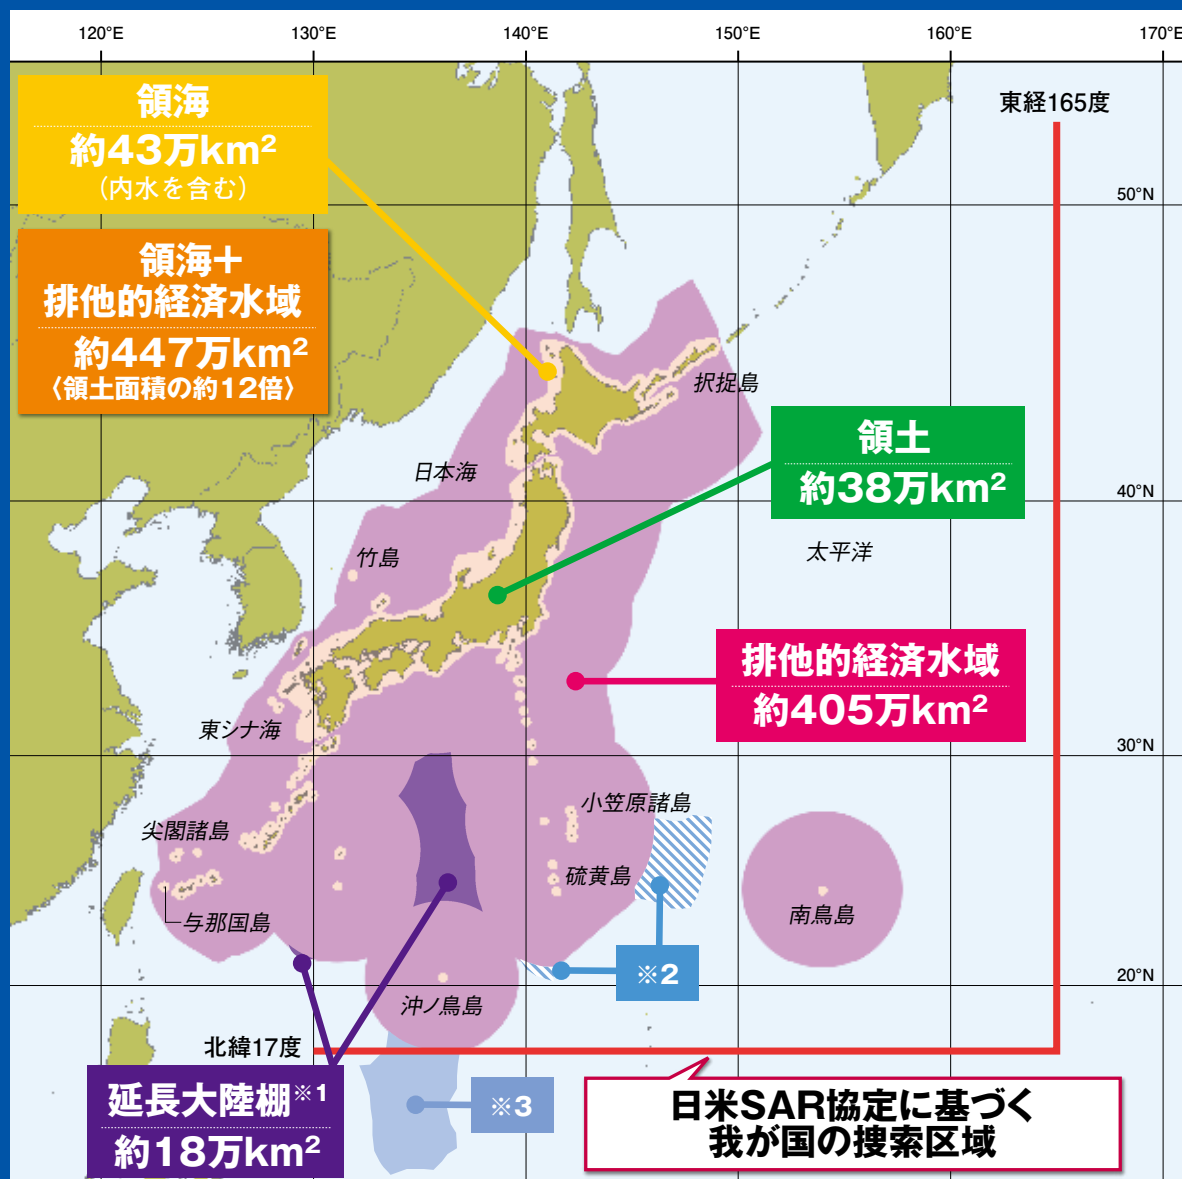 120°E
130°E
140°E
150°E
160°E
170°E
東経165度
領海
約43万km²
(内水を含む)
50°N
領海＋
排他的経済水域
約447万km²
〈領土面積の約12倍〉
択捉島
領土
約38万km²
日本海
40°N
太平洋
竹島
排他的経済水域
約405万km²
東シナ海
30°N
小笠原諸島
尖閣諸島
硫黄島
南鳥島
与那国島
※2
20°N
沖ノ鳥島
北緯17度
延長大陸棚※1
約18万km²
※3
日米SAR協定に基づく
我が国の捜索区域